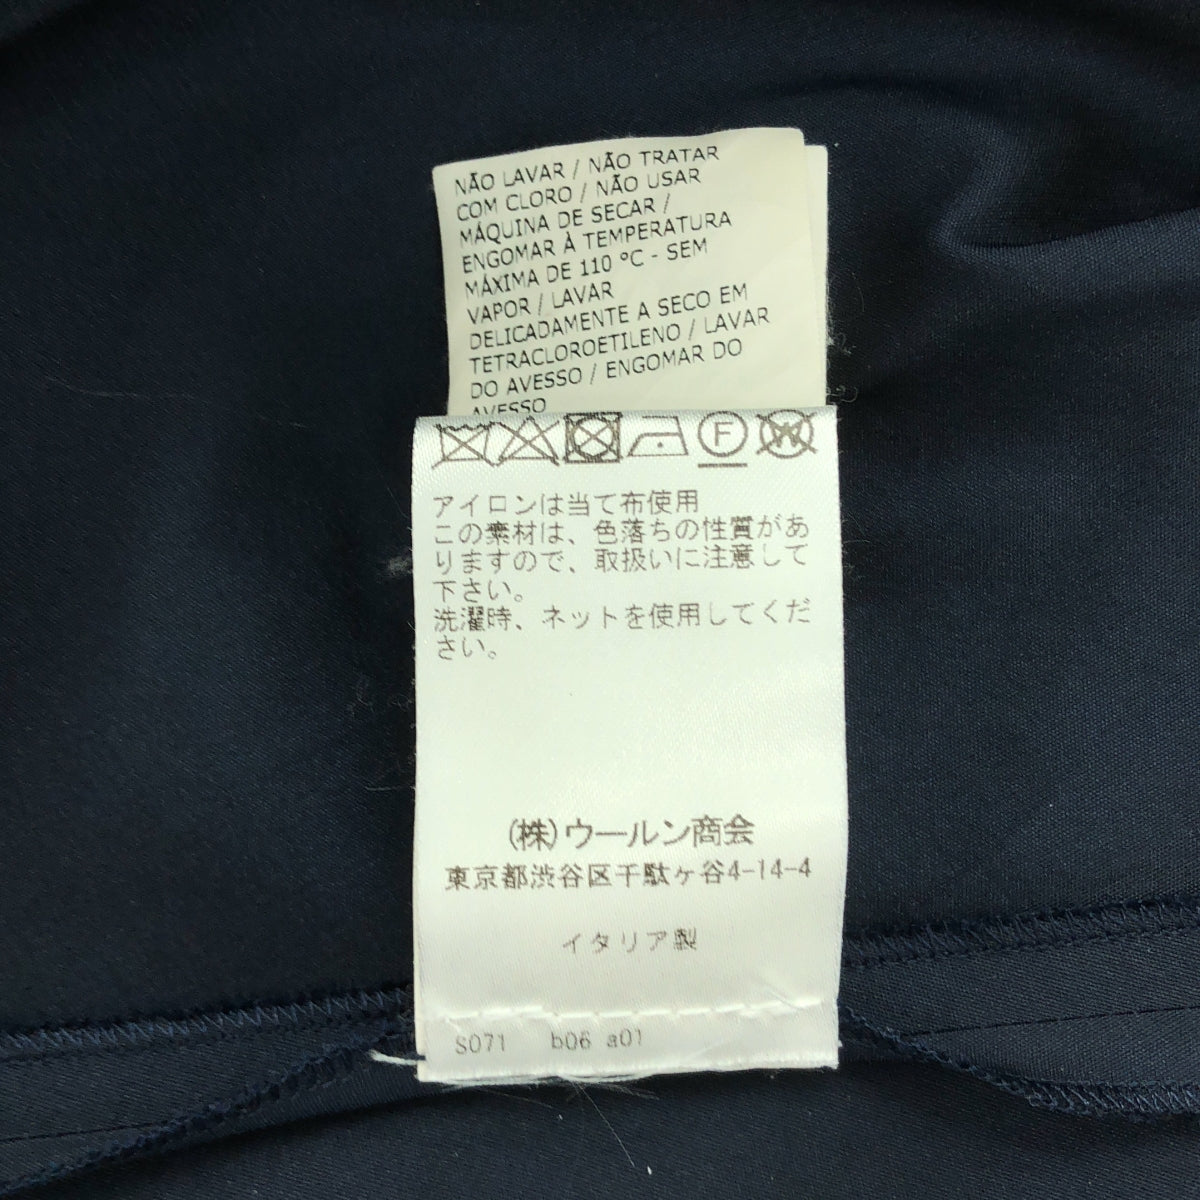 NÃO LAVAR / NÃO TRATAR
COM CLORO / NÃO USAR
MÁQUINA DE SECAR /
ENGOMAR À TEMPERATURA
MÁXIMA DE 110 °C - SEM
VAPOR / LAVAR
DELICADAMENTE A SECO EM
TETRACLOROETILENO / LAVAR
DO AVESSO / ENGOMAR DO
AVESSO
F W
アイロンは当て布使用
この素材は、色落ちの性質があ
りますので、取扱いに注意して
下さい。
洗濯時、ネットを使用してくだ
さい。
(株)ウールン商会
東京都渋谷区千駄ヶ谷4-14-4
イタリア製
S071 b06 a01